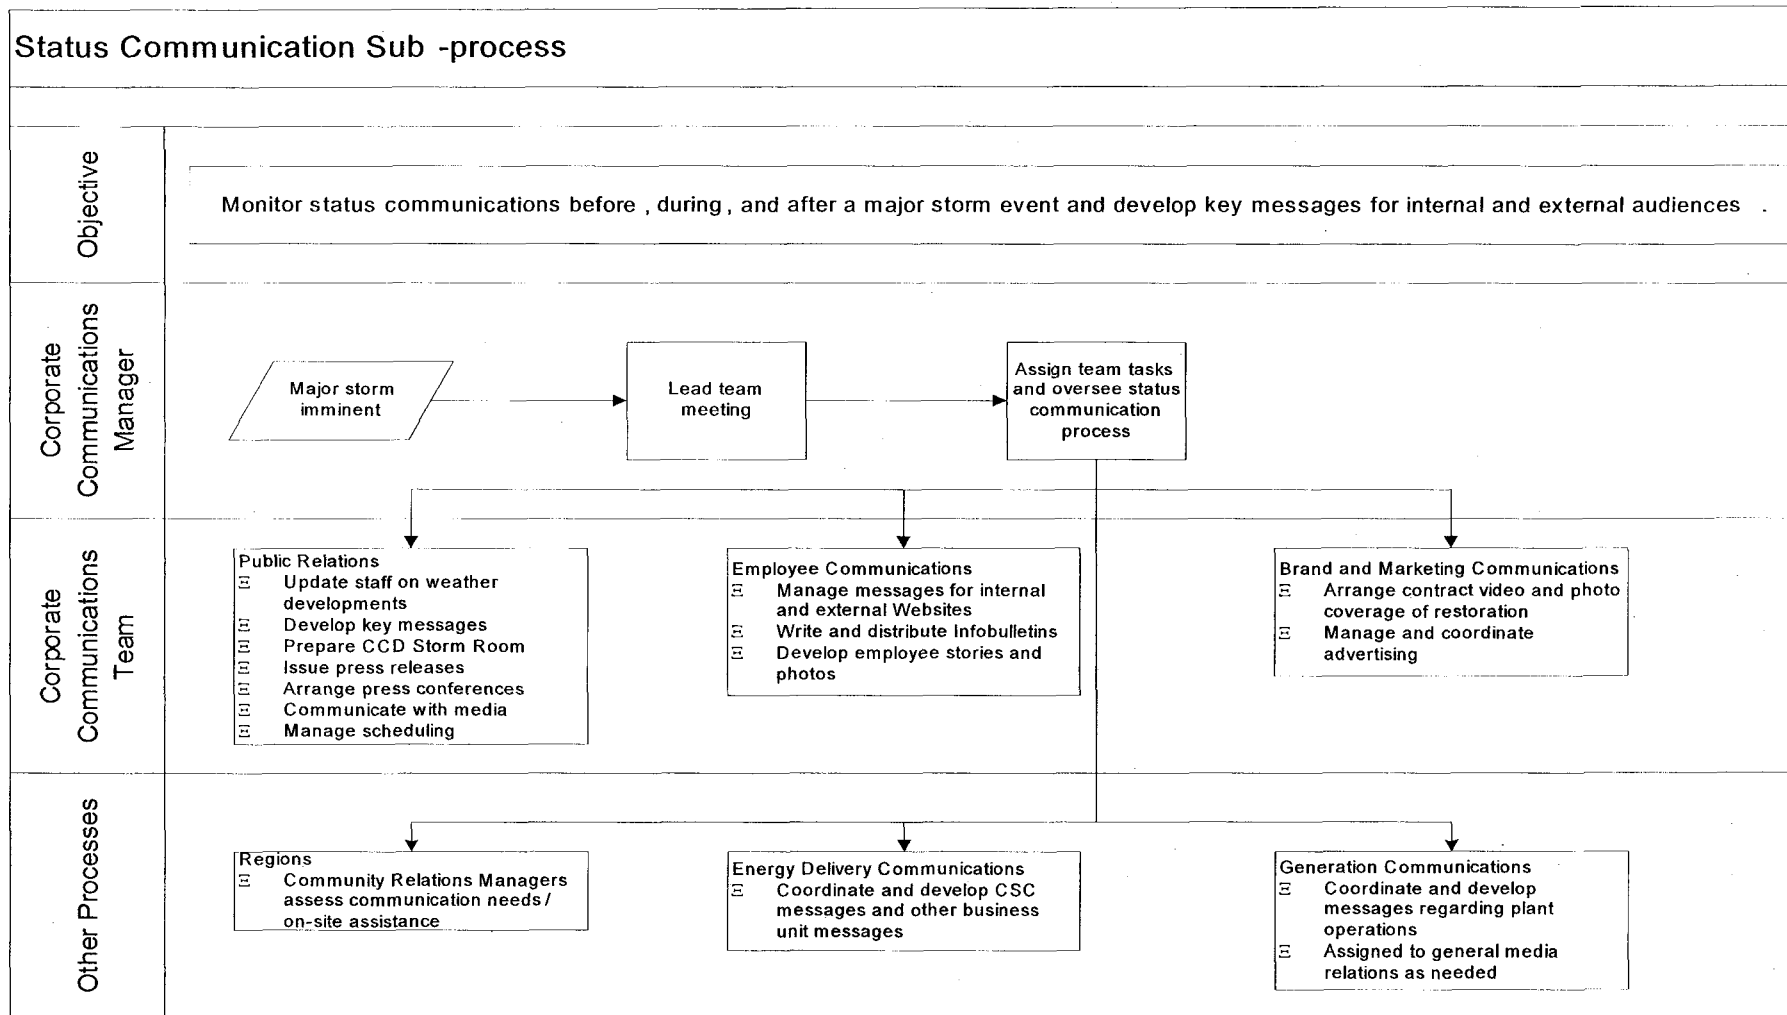 Status Communication Sub -process
Objective
Monitor status communications before , during , and after a major storm event and develop key messages for internal and external audiences .
Corporate
Communications
Manager
Major storm
imminent
Lead team
meeting
Assign team tasks
and oversee status
communication
process
Corporate
Communications
Team
Public Relations
Ξ Update staff on weather
developments
Ξ Develop key messages
Ξ Prepare CCD Storm Room
Ξ Issue press releases
Ξ Arrange press conferences
Ξ Communicate with media
Ξ Manage scheduling
Employee Communications
Ξ Manage messages for internal
and external Websites
Ξ Write and distribute Infobulletins
Ξ Develop employee stories and
photos
Brand and Marketing Communications
Ξ Arrange contract video and photo
coverage of restoration
Ξ Manage and coordinate
advertising
Other Processes
Regions
Ξ Community Relations Managers
assess communication needs /
on-site assistance
Energy Delivery Communications
Ξ Coordinate and develop CSC
messages and other business
unit messages
Generation Communications
Ξ Coordinate and develop
messages regarding plant
operations
Ξ Assigned to general media
relations as needed